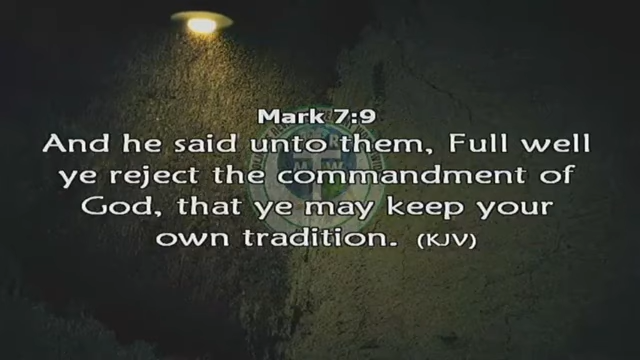 Mark 7:9
And he said unto them, Full well
ye reject the commandment of
God, that ye may keep your
own tradition. (KJV)